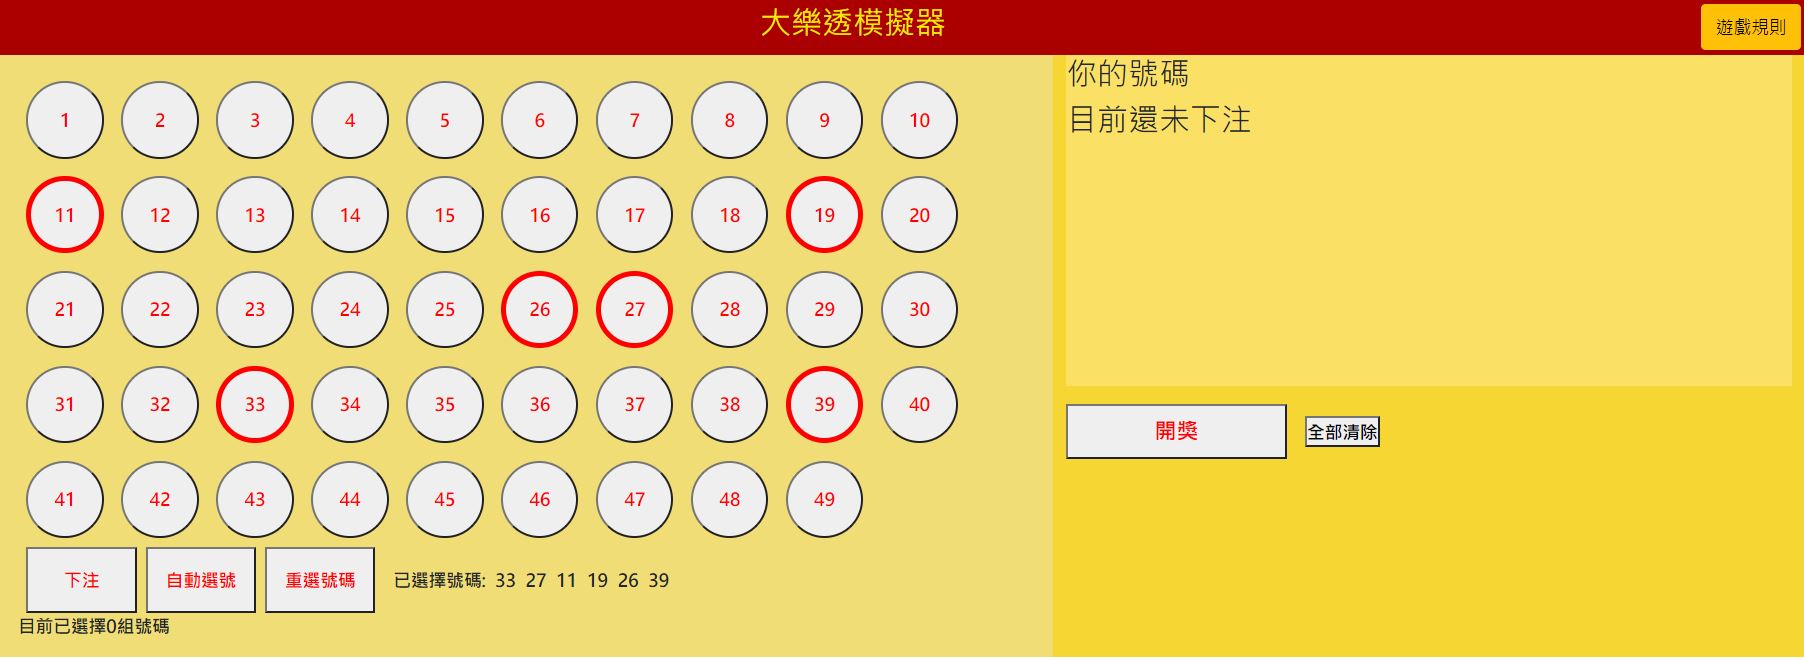 大樂透模擬器
遊戲規則
1 2 3 4 5 6 7 8 9 10
11 12 13 14 15 16 17 18 19 20
21 22 23 24 25 26 27 28 29 30
31 32 33 34 35 36 37 38 39 40
41 42 43 44 45 46 47 48 49
下注 自動選號 重選號碼 已選擇號碼: 33 27 11 19 26 39
目前已選擇0組號碼
你的號碼
目前還未下注
開獎 全部清除